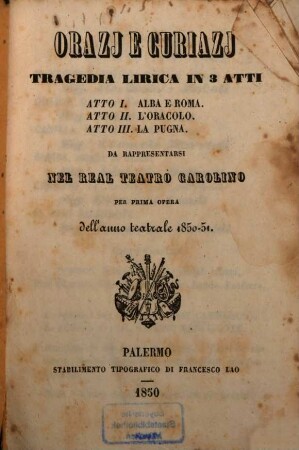 ORAZJ E CURIAZJ
TRAGEDIA LIRICA IN 3 ATTI
ATTO I. ALBA E ROMA.
ATTO II. L'ORACOLO.
ATTO III. LA PUGNA.
DA RAPPRESENTARSI
NEL REAL TEATRO CAROLINO
PER PRIMA OPERA
dell'anno teatrale 1850-51.
PALERMO
STABILIMENTO TIPOGRAFICO DI FRANCESCO LAO
1850